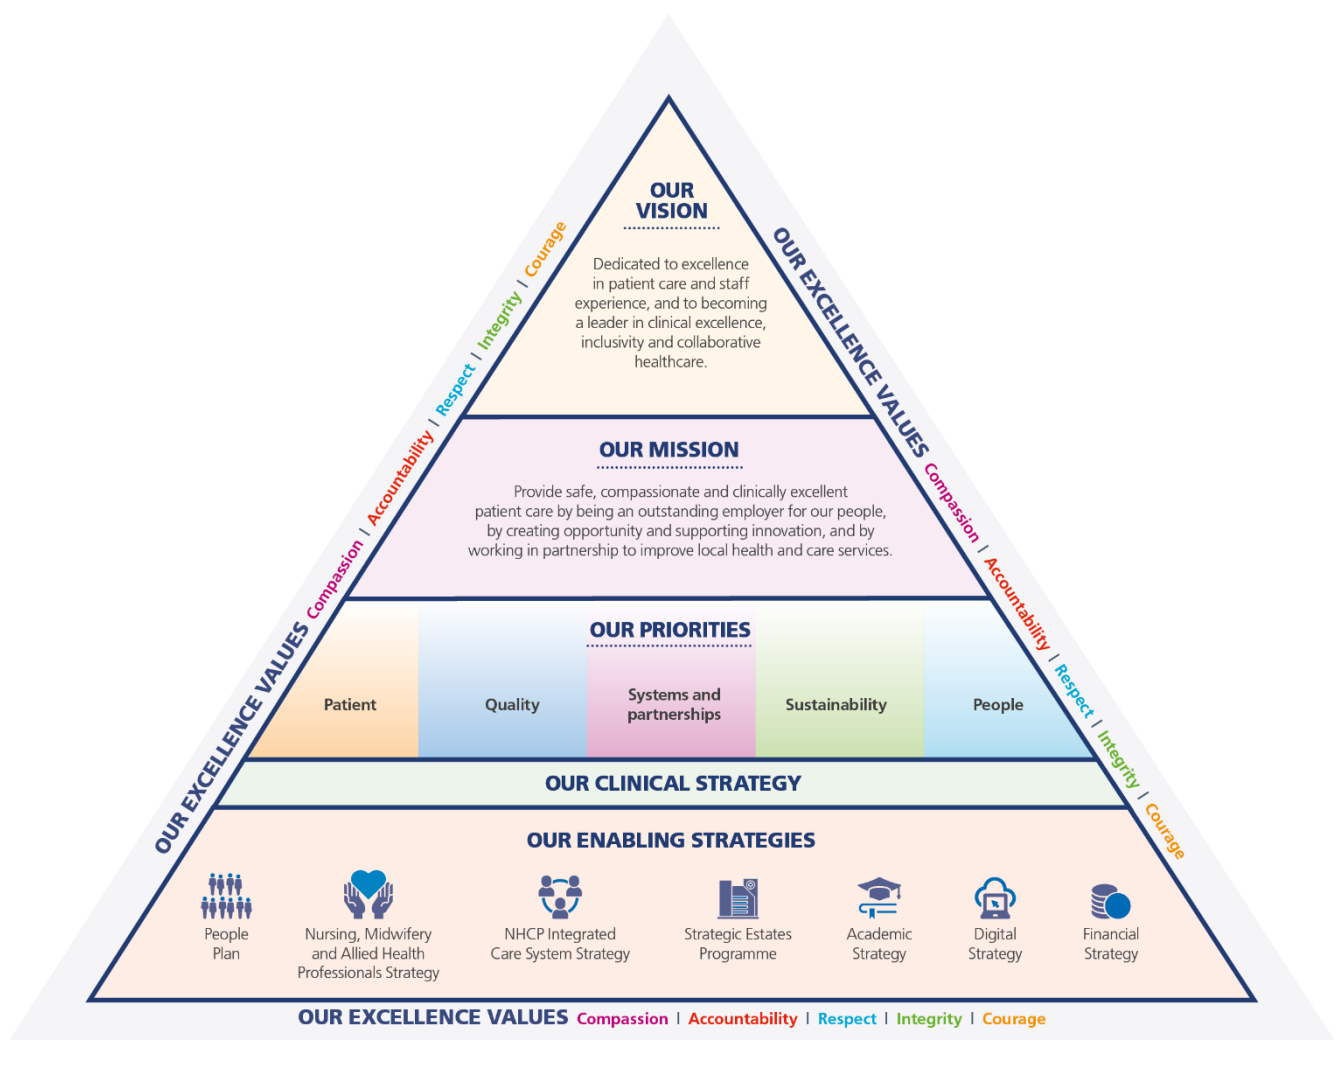 OUR
VISION
Dedicated to excellence
in patient care and staff
experience, and to becoming
a leader in clinical excellence,
inclusivity and collaborative
healthcare.
OUR MISSION
Provide safe, compassionate and clinically excellent
patient care by being an outstanding employer for our people,
by creating opportunity and supporting innovation, and by
working in partnership to improve local health and care services.
OUR PRIORITIES
Patient
Quality
Systems and
partnerships
Sustainability
People
OUR CLINICAL STRATEGY
OUR ENABLING STRATEGIES
People
Plan
Nursing, Midwifery
and Allied Health
Professionals Strategy
NHCP Integrated
Care System Strategy
Strategic Estates
Programme
Academic
Strategy
Digital
Strategy
Financial
Strategy
OUR EXCELLENCE VALUES Compassion | Accountability | Respect | Integrity | Courage
OUR EXCELLENCE VALUES Compassion | Accountability | Respect | Integrity | Courage
OUR EXCELLENCE VALUES Compassion | Accountability | Respect | Integrity | Courage